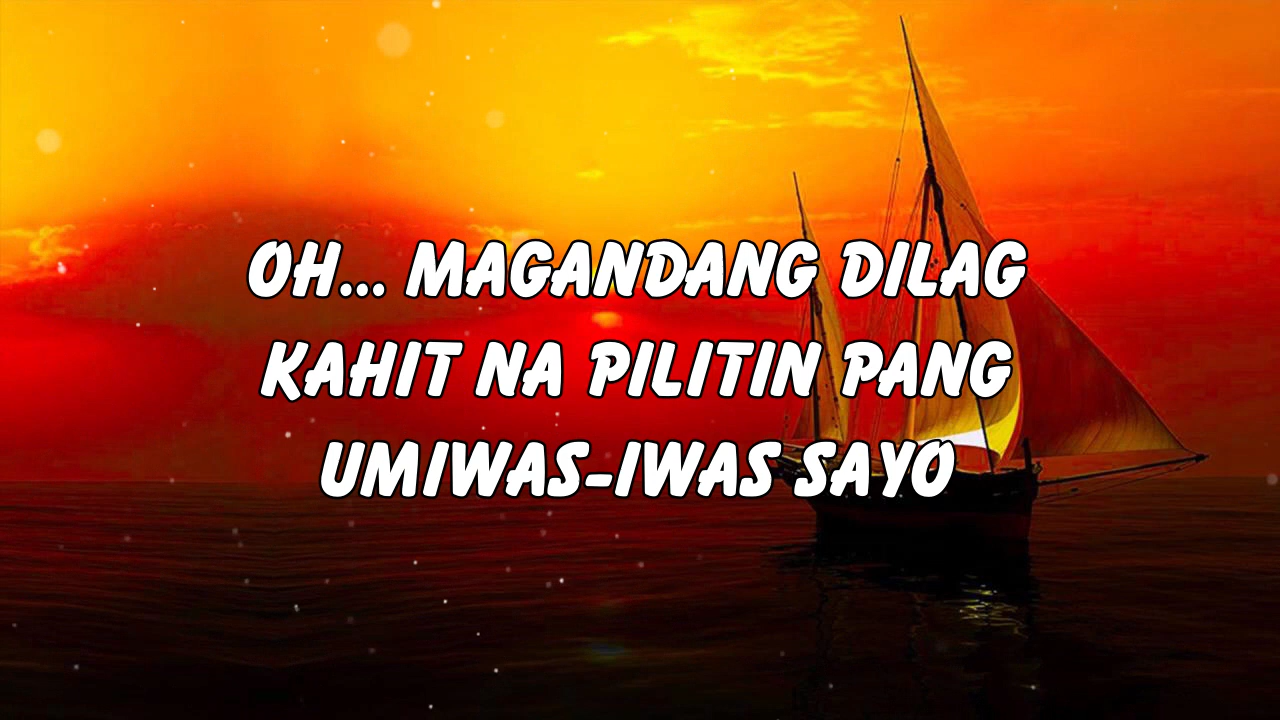 OH... MAGANDANG DILAG
KAHIT NA PILITIN PANG
UMIWAS-IWAS SAYO